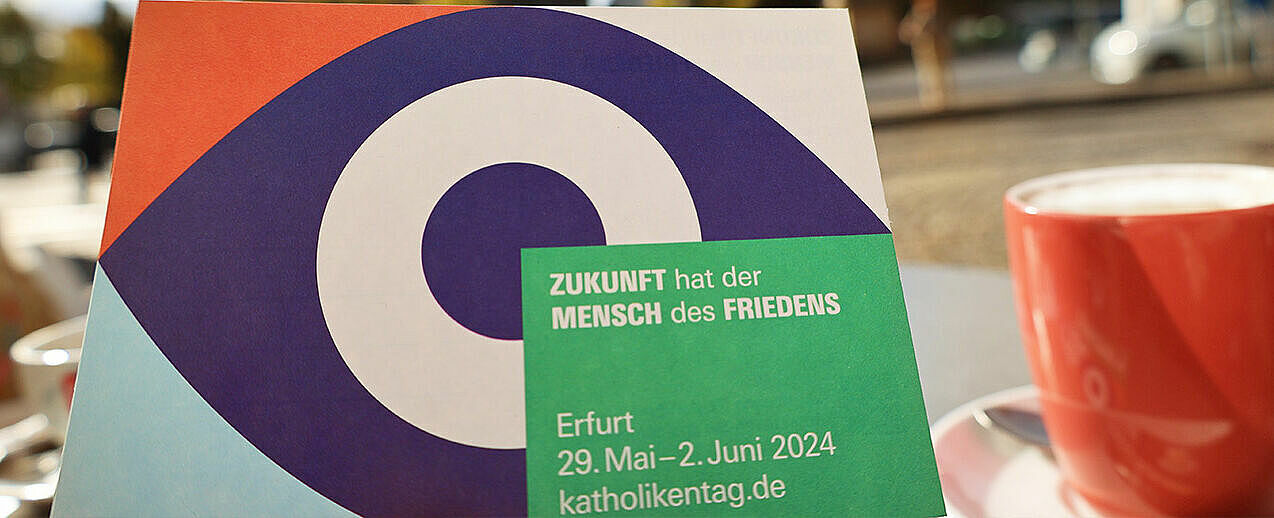 ZUKUNFT hat der
MENSCH des FRIEDENS
Erfurt
29. Mai–2. Juni 2024
katholikentag.de